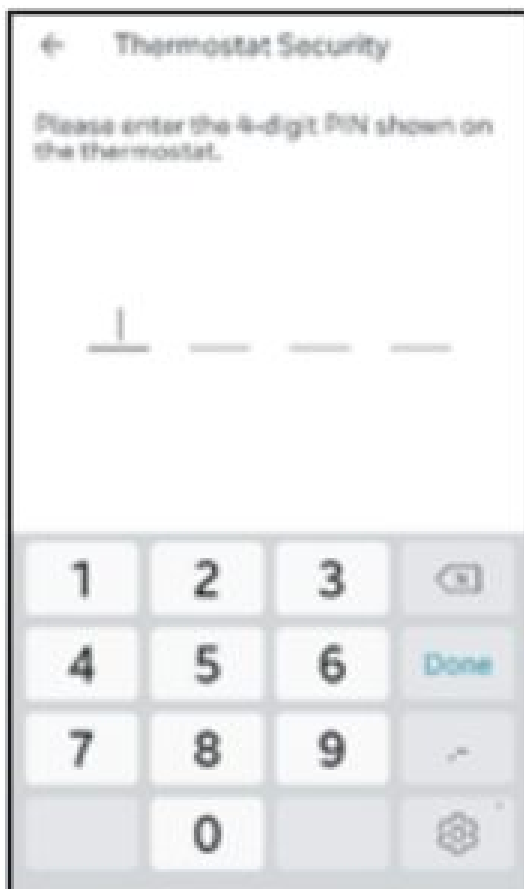 Thermostat Security
Please enter the 4-digit PIN shown on
the thermostat.
1 2 3
4 5 6 Done
7 8 9 .-
0